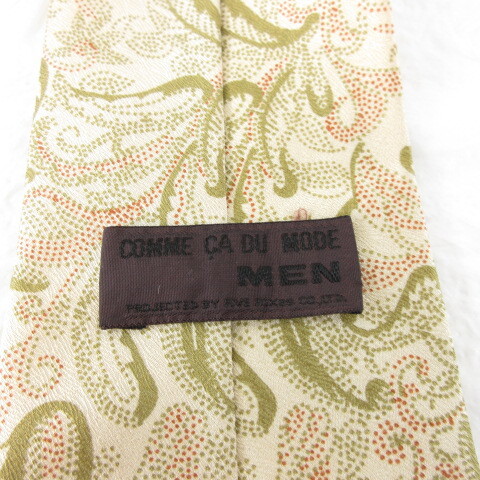 COMME ÇA DU MODE
MEN
PROJECTED BY FIVE FOXES CO.,LTD.